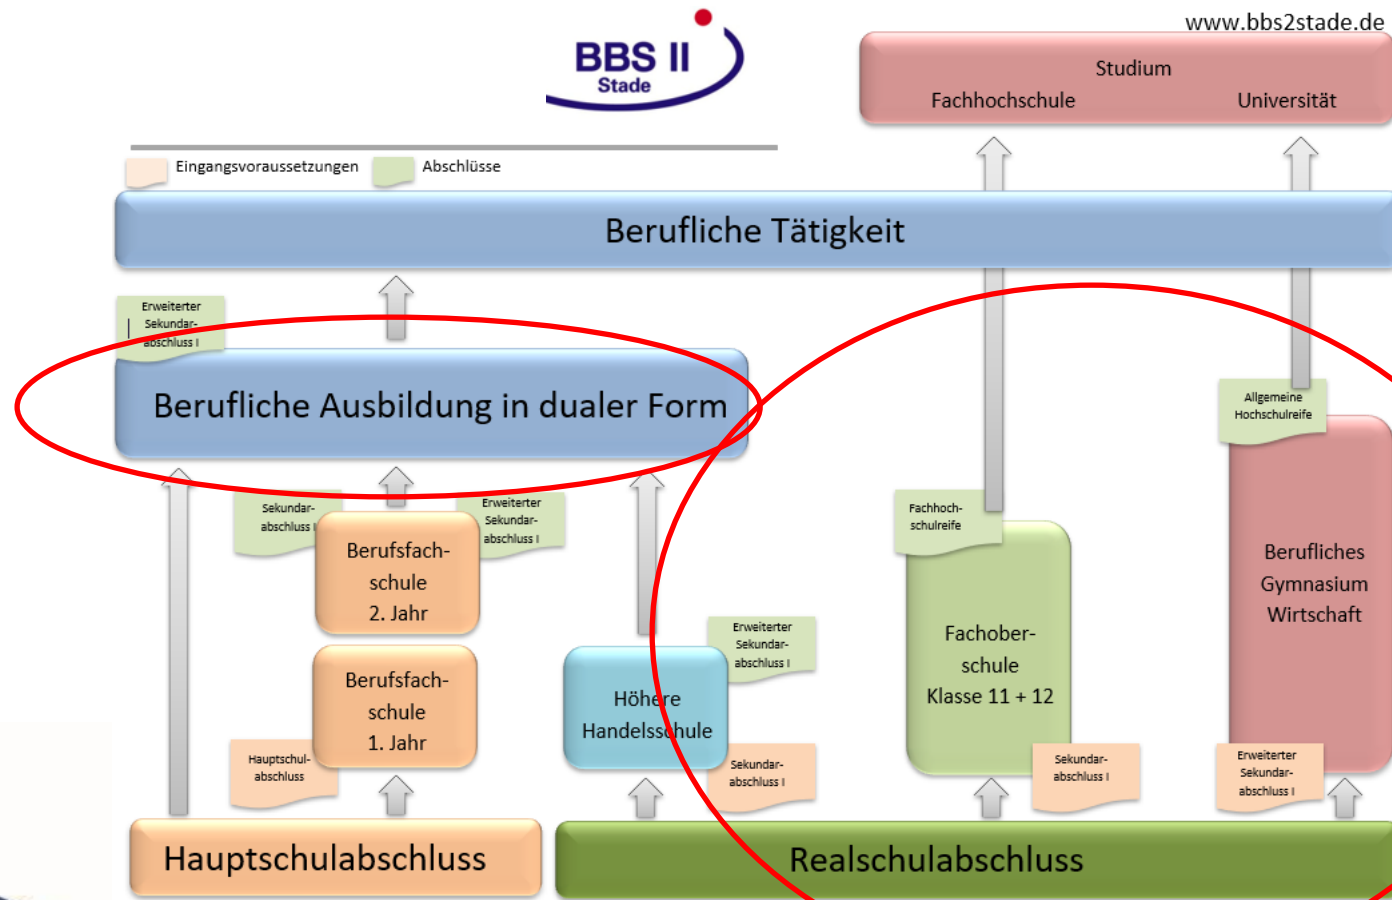 www.bbs2stade.de
BBS II
Stade
Studium
Fachhochschule
Universität
Eingangsvoraussetzungen
Abschlüsse
Berufliche Tätigkeit
Erweiterter
Sekundar-
abschluss I
Berufliche Ausbildung in dualer Form
Allgemeine
Hochschulreife
Sekundar-
abschluss I
Erweiterter
Sekundar-
abschluss I
Fachhoch-
schulreife
Berufsfach-
schule
2. Jahr
Berufliches
Gymnasium
Wirtschaft
Erweiterter
Sekundar-
abschluss I
Fachober-
schule
Klasse 11 + 12
Berufsfach-
schule
1. Jahr
Höhere
Handelsschule
Hauptschul-
abschluss
Sekundar-
abschluss I
Sekundar-
abschluss I
Erweiterter
Sekundar-
abschluss I
Hauptschulabschluss
Realschulabschluss